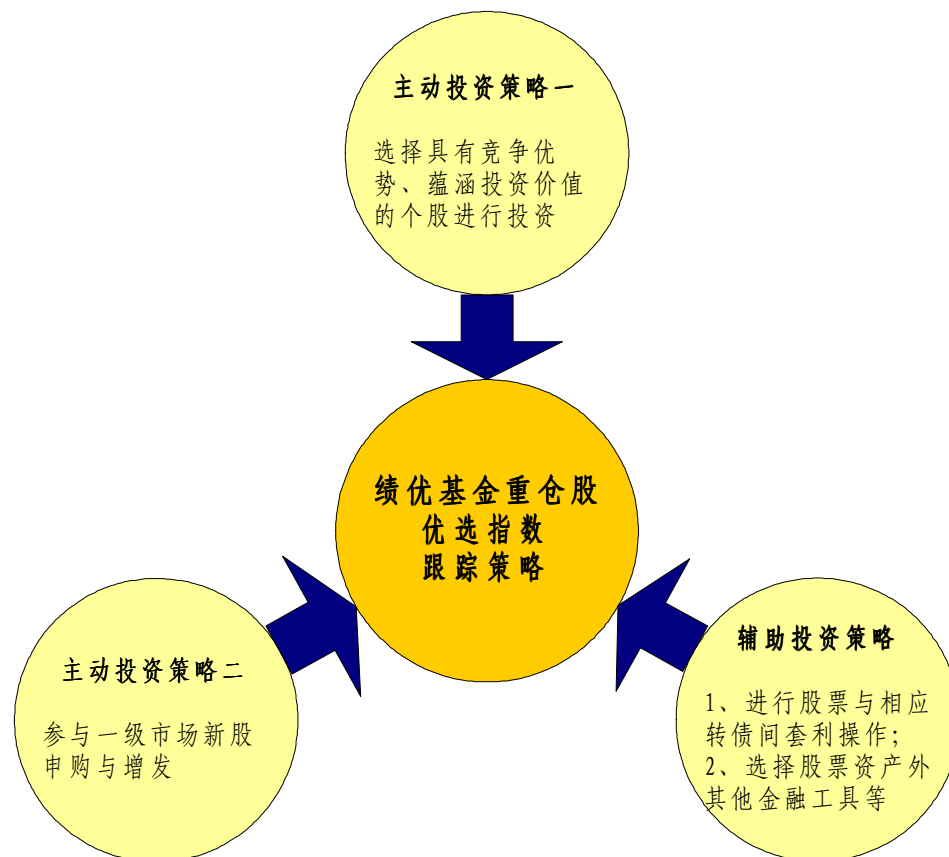 主动投资策略一
选择具有竞争优
势、蕴涵投资价值
的个股进行投资
绩优基金重仓股
优选指数
跟踪策略
主动投资策略二
参与一级市场新股
申购与增发
辅助投资策略
1、进行股票与相应
转债间套利操作；
2、选择股票资产外
其他金融工具等